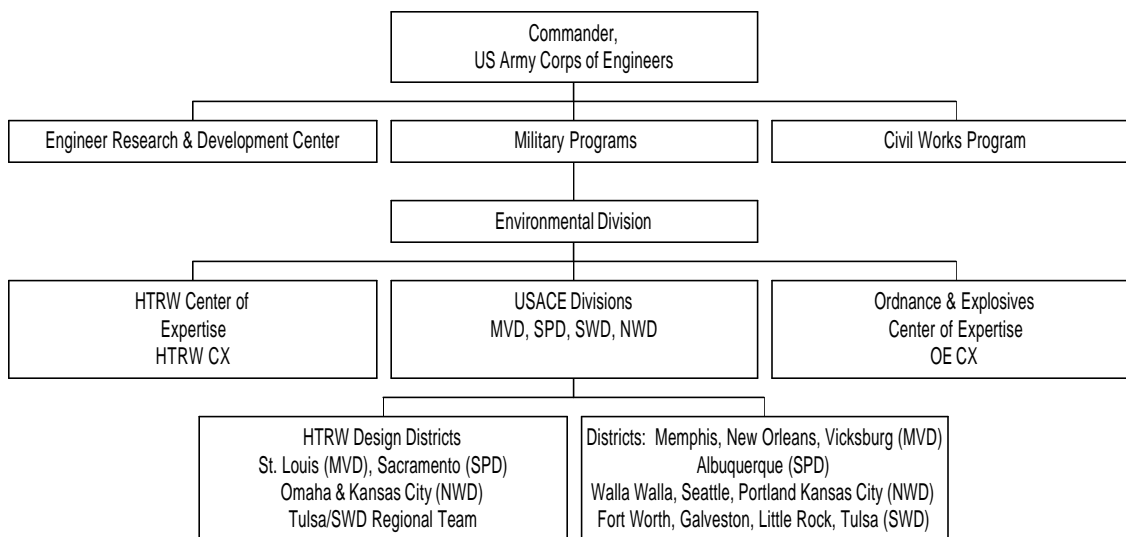 Commander,
US Army Corps of Engineers
Engineer Research & Development Center
Military Programs
Civil Works Program
Environmental Division
HTRW Center of
Expertise
HTRW CX
USACE Divisions
MVD, SPD, SWD, NWD
Ordnance & Explosives
Center of Expertise
OE CX
HTRW Design Districts
St. Louis (MVD), Sacramento (SPD)
Omaha & Kansas City (NWD)
Tulsa/SWD Regional Team
Districts: Memphis, New Orleans, Vicksburg (MVD)
Albuquerque (SPD)
Walla Walla, Seattle, Portland Kansas City (NWD)
Fort Worth, Galveston, Little Rock, Tulsa (SWD)